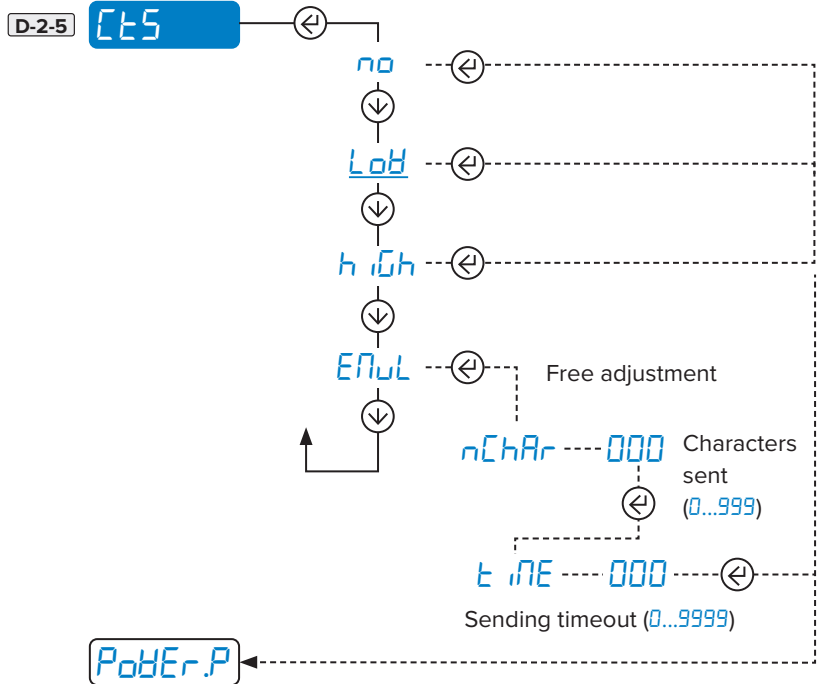 D-2-5 CtS
no
LoW
hiGh
EMuL Free adjustment
nChAr 000 Characters
sent
(0...999)
tiME 000
Sending timeout (0...9999)
PoWEr.P